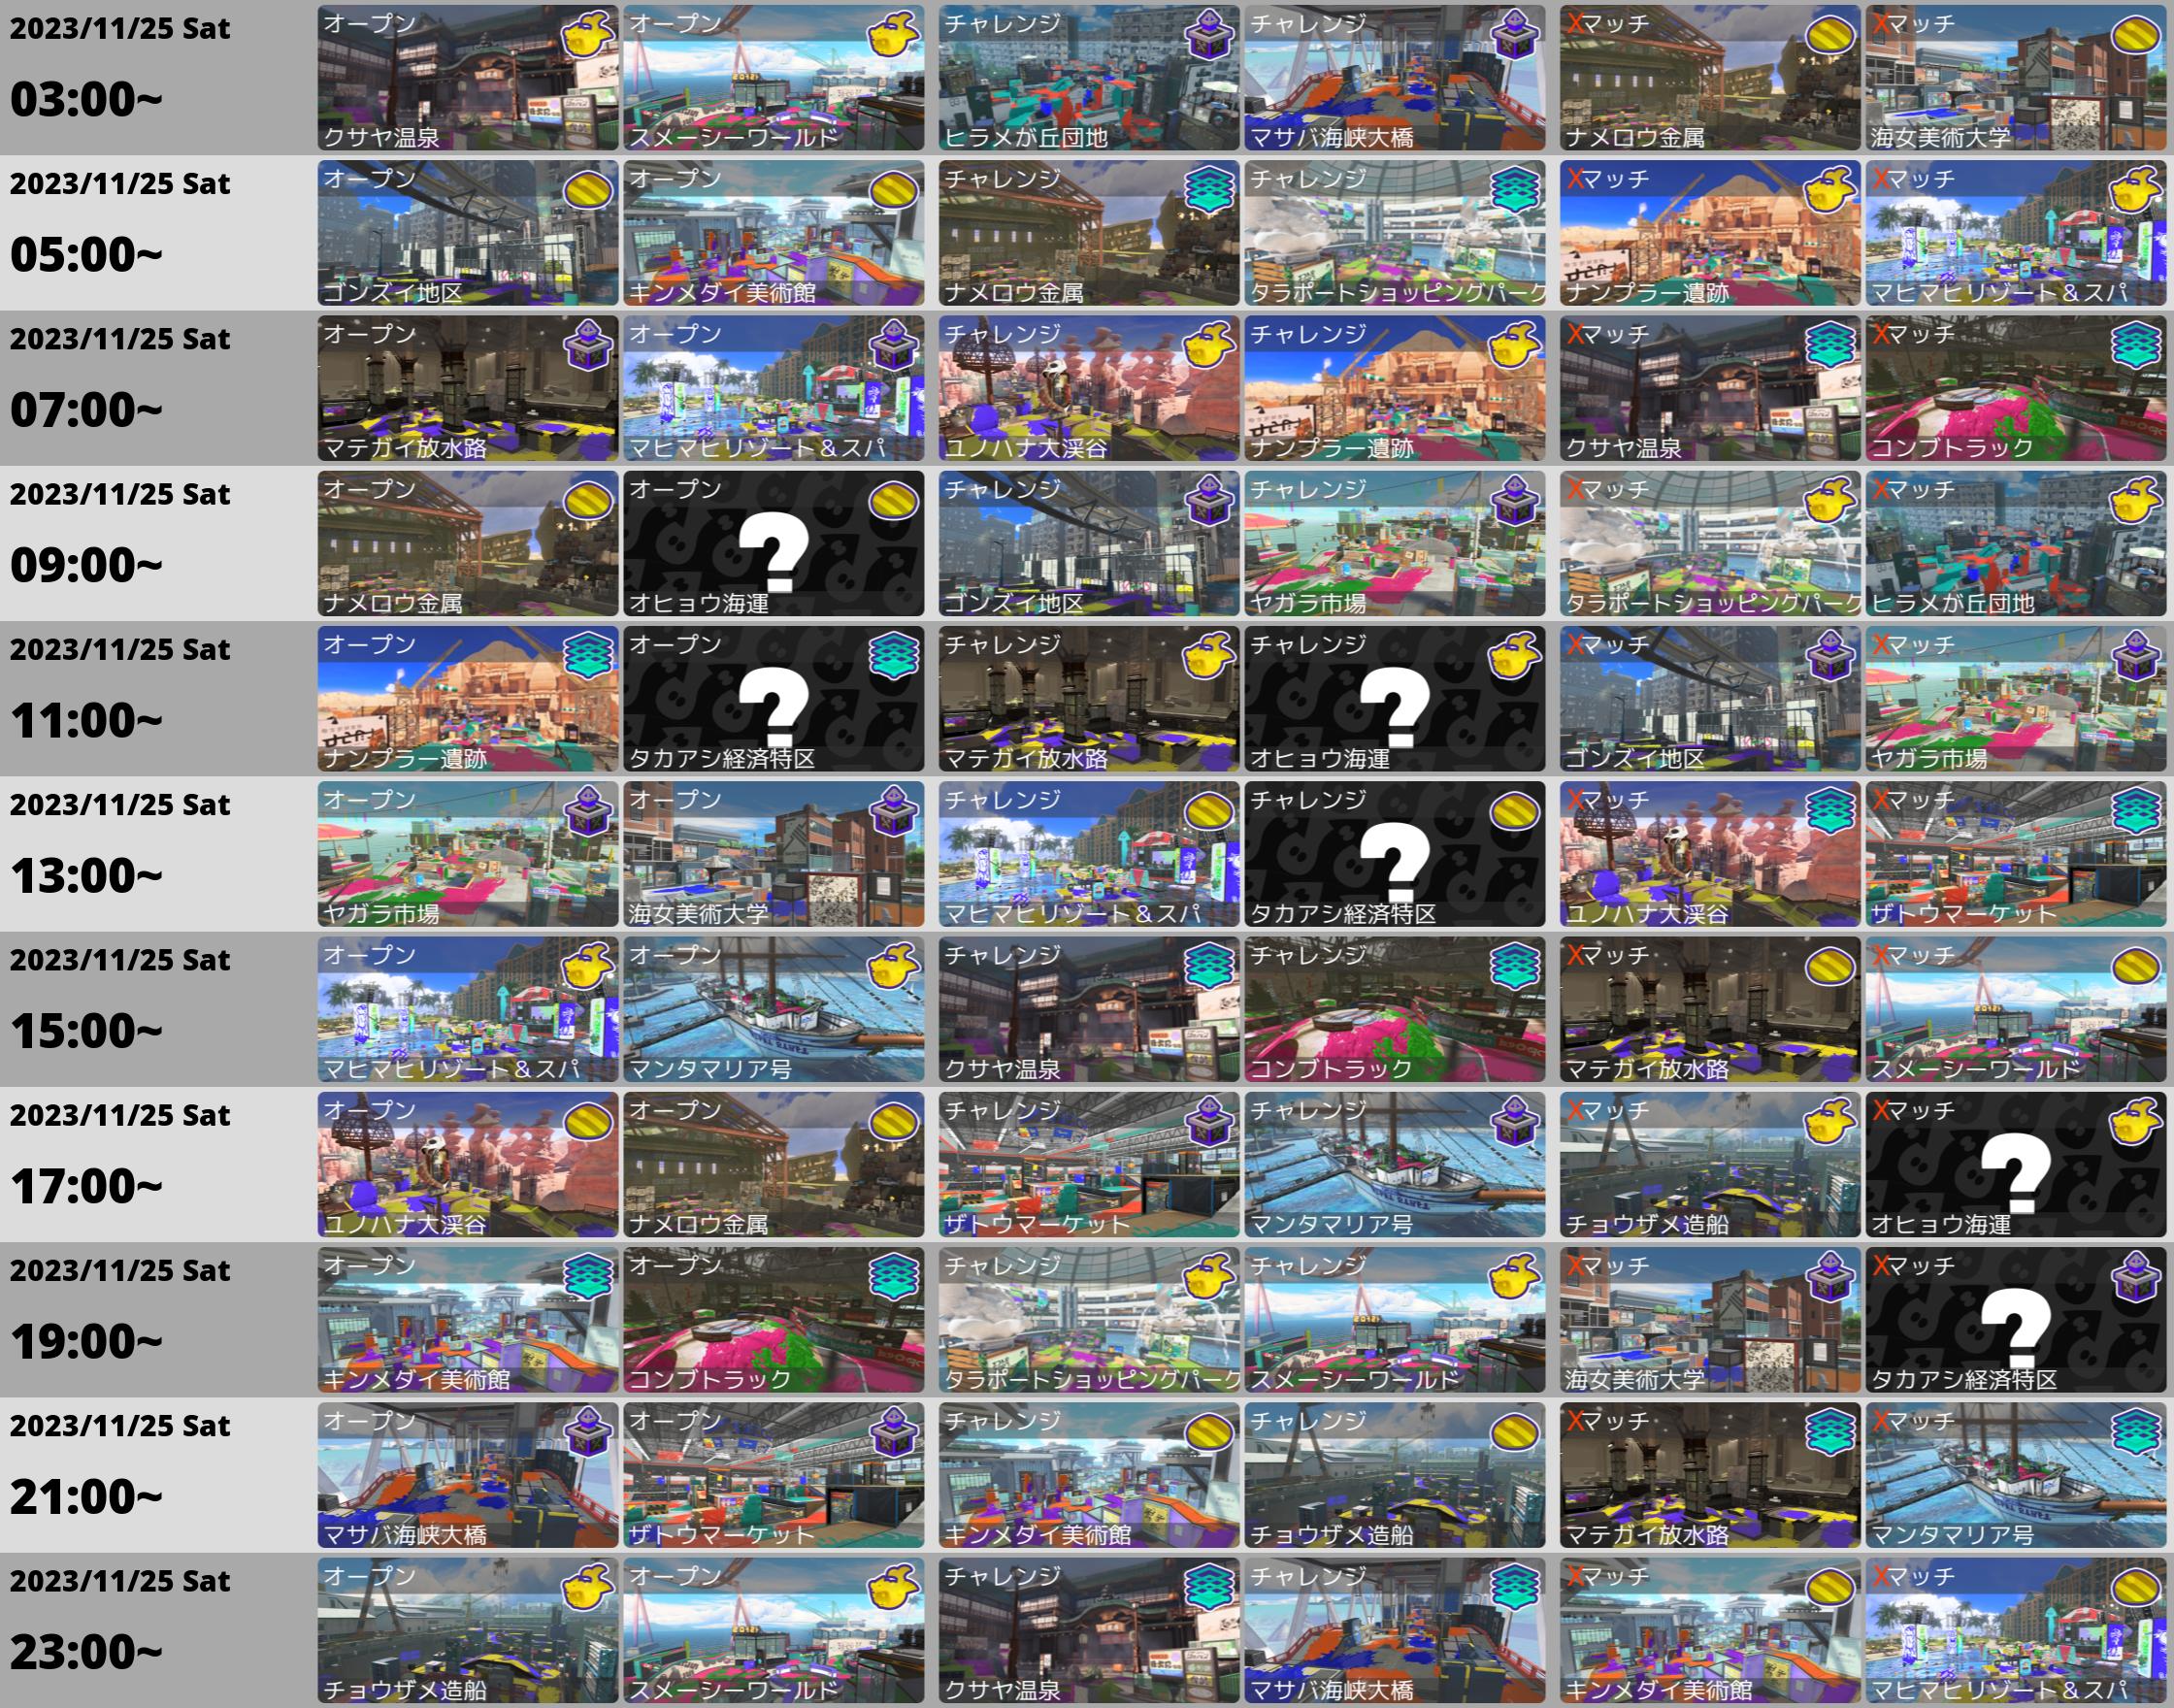 2023/11/25 Sat
03:00~
オープン
クサヤ温泉
オープン
スメーシーワールド
チャレンジ
ヒラメが丘団地
チャレンジ
マサバ海峡大橋
Xマッチ
ナメロウ金属
Xマッチ
海女美術大学
2023/11/25 Sat
05:00~
オープン
ゴンズイ地区
オープン
キンメダイ美術館
チャレンジ
ナメロウ金属
チャレンジ
タラポートショッピングパーク
Xマッチ
ナンプラー遺跡
Xマッチ
マヒマヒリゾート&スパ
2023/11/25 Sat
07:00~
オープン
マテガイ放水路
オープン
マヒマヒリゾート&スパ
チャレンジ
ユノハナ大渓谷
チャレンジ
ナンプラー遺跡
Xマッチ
クサヤ温泉
Xマッチ
コンブトラック
2023/11/25 Sat
09:00~
オープン
ナメロウ金属
オープン
?
オヒョウ海運
チャレンジ
ゴンズイ地区
チャレンジ
ヤガラ市場
Xマッチ
タラポートショッピングパーク
Xマッチ
ヒラメが丘団地
2023/11/25 Sat
11:00~
オープン
ナンプラー遺跡
オープン
?
タカアシ経済特区
チャレンジ
マテガイ放水路
チャレンジ
?
オヒョウ海運
Xマッチ
ゴンズイ地区
Xマッチ
ヤガラ市場
2023/11/25 Sat
13:00~
オープン
ヤガラ市場
オープン
海女美術大学
チャレンジ
マヒマヒリゾート&スパ
チャレンジ
?
タカアシ経済特区
Xマッチ
ユノハナ大渓谷
Xマッチ
ザトウマーケット
2023/11/25 Sat
15:00~
オープン
マヒマヒリゾート&スパ
オープン
マンタマリア号
チャレンジ
クサヤ温泉
チャレンジ
コンブトラック
Xマッチ
マテガイ放水路
Xマッチ
スメーシーワールド
2023/11/25 Sat
17:00~
オープン
ユノハナ大渓谷
オープン
ナメロウ金属
チャレンジ
ザトウマーケット
チャレンジ
マンタマリア号
Xマッチ
チョウザメ造船
Xマッチ
?
オヒョウ海運
2023/11/25 Sat
19:00~
オープン
キンメダイ美術館
オープン
コンブトラック
チャレンジ
タラポートショッピングパーク
チャレンジ
スメーシーワールド
Xマッチ
海女美術大学
Xマッチ
?
タカアシ経済特区
2023/11/25 Sat
21:00~
オープン
マサバ海峡大橋
オープン
ザトウマーケット
チャレンジ
キンメダイ美術館
チャレンジ
チョウザメ造船
Xマッチ
マテガイ放水路
Xマッチ
マンタマリア号
2023/11/25 Sat
23:00~
オープン
チョウザメ造船
オープン
スメーシーワールド
チャレンジ
クサヤ温泉
チャレンジ
マサバ海峡大橋
Xマッチ
キンメダイ美術館
Xマッチ
マヒマヒリゾート&スパ